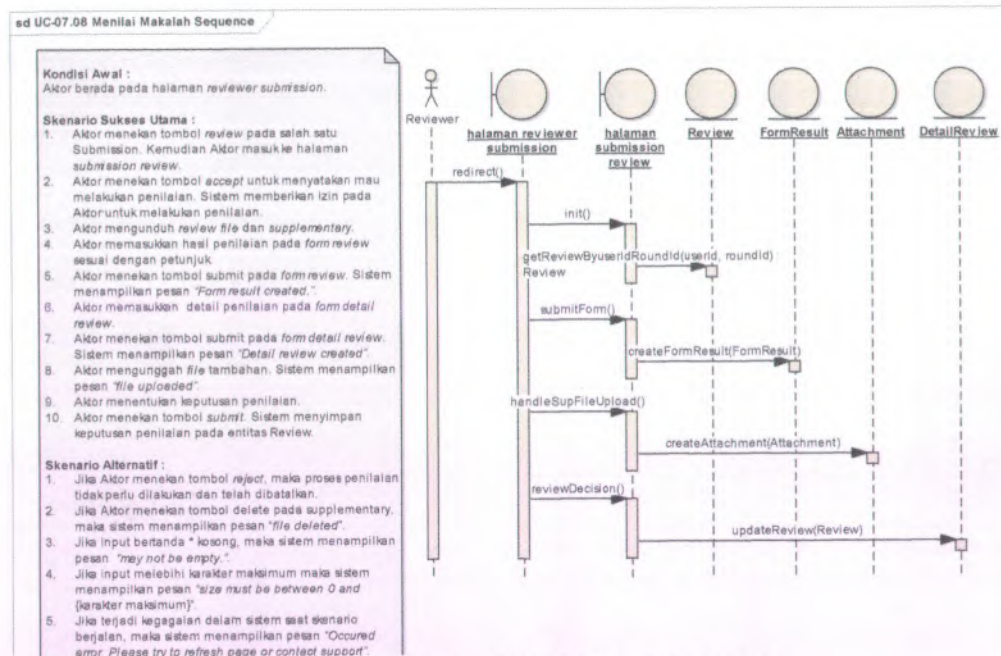 sd UC-07.08 Menilai Makalah Sequence
Kondisi Awal :
Aktor berada pada halaman reviewer submission.
Skenario Sukses Utama :
1. Aktor menekan tombol review pada salah satu
Submission. Kemudian Aktor masuk ke halaman
submission review.
2. Aktor menekan tombol accept untuk menyatakan mau
melakukan penilaian. Sistem memberikan izin pada
Aktor untuk melakukan penilaian.
3. Aktor mengunduh review file dan supplementary.
4. Aktor memasukkan hasil penilaian pada form review
sesuai dengan petunjuk
5. Aktor menekan tombol submit pada form review. Sistem
menampilkan pesan "Form result created.".
6. Aktor memasukkan detail penilaian pada form detail
review.
7. Aktor menekan tombol submit pada form detail review.
Sistem menampilkan pesan "Detail review created".
8. Aktor mengunggah file tambahan. Sistem menampilkan
pesan "file uploaded".
9. Aktor menentukan keputusan penilaian.
10. Aktor menekan tombol submit. Sistem menyimpan
keputusan penilaian pada entitas Review.
Skenario Alternatif :
1. Jika Aktor menekan tombol reject, maka proses penilaian
tidak perlu dilakukan dan telah dibatalkan.
2. Jika Aktor menekan tombol delete pada supplementary,
maka sistem menampilkan pesan "file deleted".
3. Jika input bertanda * kosong, maka sistem menampilkan
pesan "may not be empty.".
4. Jika input melebihi karakter maksimum maka sistem
menampilkan pesan "size must be between 0 and
{karakter maksimum}".
5. Jika terjadi kegagalan dalam sistem saat skenario
berjalan, maka sistem menampilkan pesan "Occured
error. Please try to refresh page or contact support".
Reviewer
halaman reviewer
submission
halaman
submission
review
Review
FormResult
Attachment
DetailReview
redirect()
init()
getReviewByuserIdRoundId(userId, roundId)
Review
submitForm()
createFormResult(FormResult)
handleSupFileUpload()
createAttachment(Attachment)
reviewDecision()
updateReview(Review)